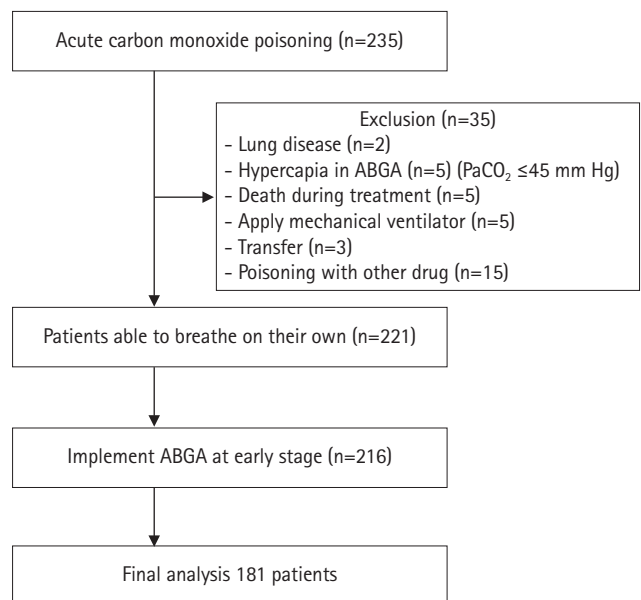 Acute carbon monoxide poisoning (n=235)
Exclusion (n=35)
- Lung disease (n=2)
- Hypercapia in ABGA (n=5) (PaCO₂ ≤45 mm Hg)
- Death during treatment (n=5)
- Apply mechanical ventilator (n=5)
- Transfer (n=3)
- Poisoning with other drug (n=15)
Patients able to breathe on their own (n=221)
Implement ABGA at early stage (n=216)
Final analysis 181 patients